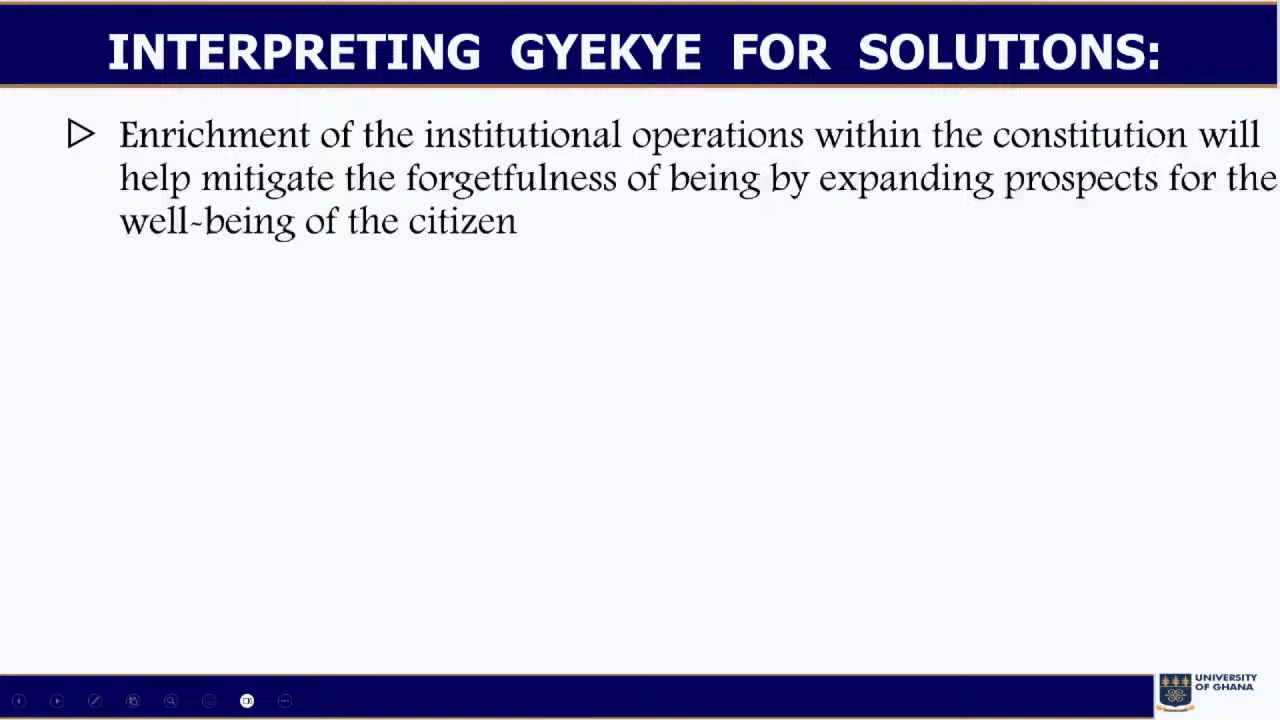 INTERPRETING GYEKYE FOR SOLUTIONS:
Enrichment of the institutional operations within the constitution will
help mitigate the forgetfulness of being by expanding prospects for the
well-being of the citizen
UNIVERSITY
OF GHANA